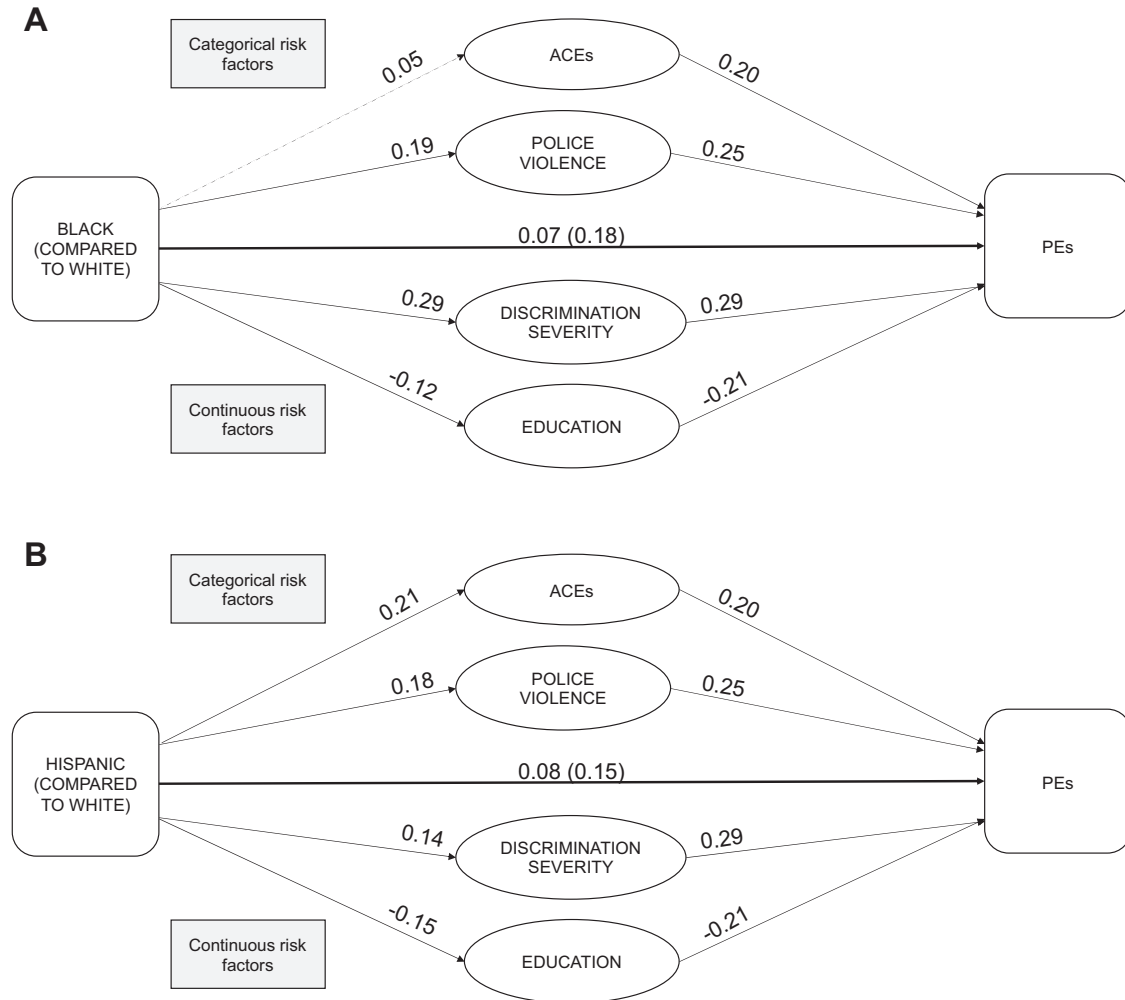 A
Categorical risk
factors
ACEs
0.05
0.20
POLICE
VIOLENCE
0.19
0.25
BLACK
(COMPARED
TO WHITE)
0.07 (0.18)
PEs
0.29
DISCRIMINATION
SEVERITY
0.29
-0.12
Continuous risk
factors
EDUCATION
-0.21
B
Categorical risk
factors
ACEs
0.21
0.20
POLICE
VIOLENCE
0.18
0.25
HISPANIC
(COMPARED
TO WHITE)
0.08 (0.15)
PEs
0.14
DISCRIMINATION
SEVERITY
0.29
-0.15
Continuous risk
factors
EDUCATION
-0.21